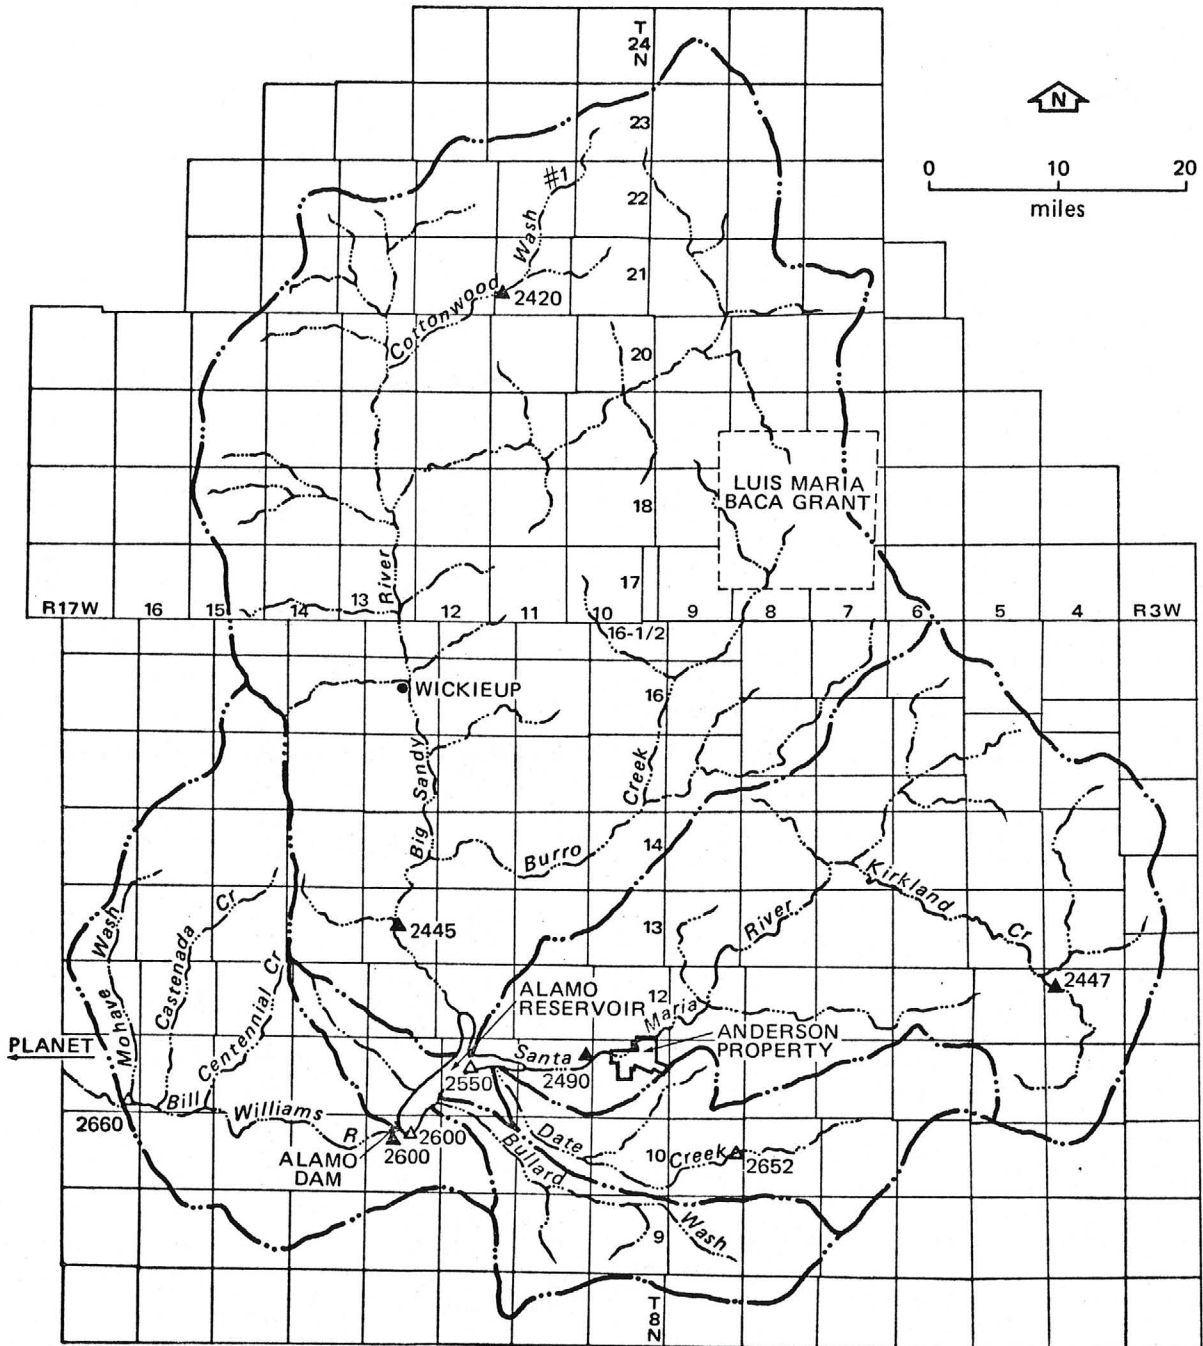 T
24
N
N
23
0 10 20
miles
#1
22
Wash
21
Cottonwood
2420
20
LUIS MARIA
BACA GRANT
18
River
17
R17W 16 15 14 13 12 11 10 9 8 7 6 5 4 R3W
16-1/2
WICKIEUP
16
Big Sandy
Creek
Burro
14
Kirkland
Cr
13
River
Wash
Castenada Cr
2445
Centennial Cr
Mohave
2447
ALAMO
RESERVOIR
12
Maria
ANDERSON
PROPERTY
PLANET
Santa
2550
2490
2660
Bill
Williams
R
2600
2600
ALAMO
DAM
Date
Creek
10
2652
Bullard
Wash
9
T
8
N